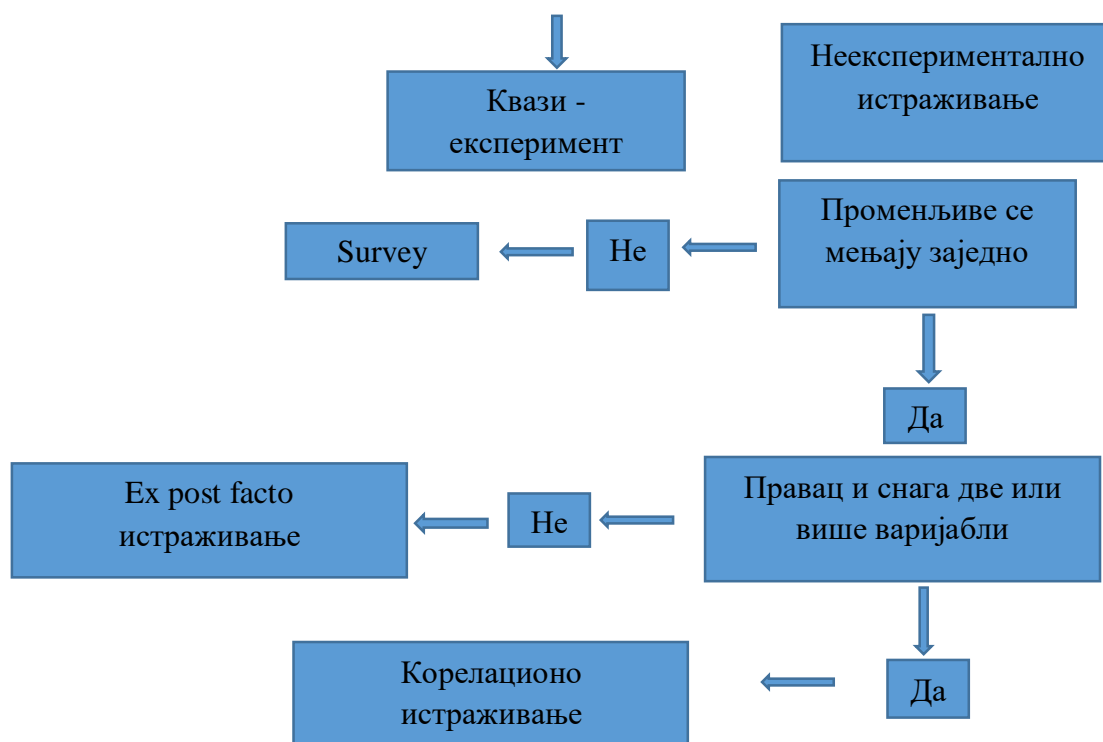 Неекспериментално
истраживање
Квази -
експеримент
Променљиве се
мењају заједно
Не
Survey
Да
Правац и снага две или
више варијабли
Не
Ex post facto
истраживање
Да
Корелационо
истраживање